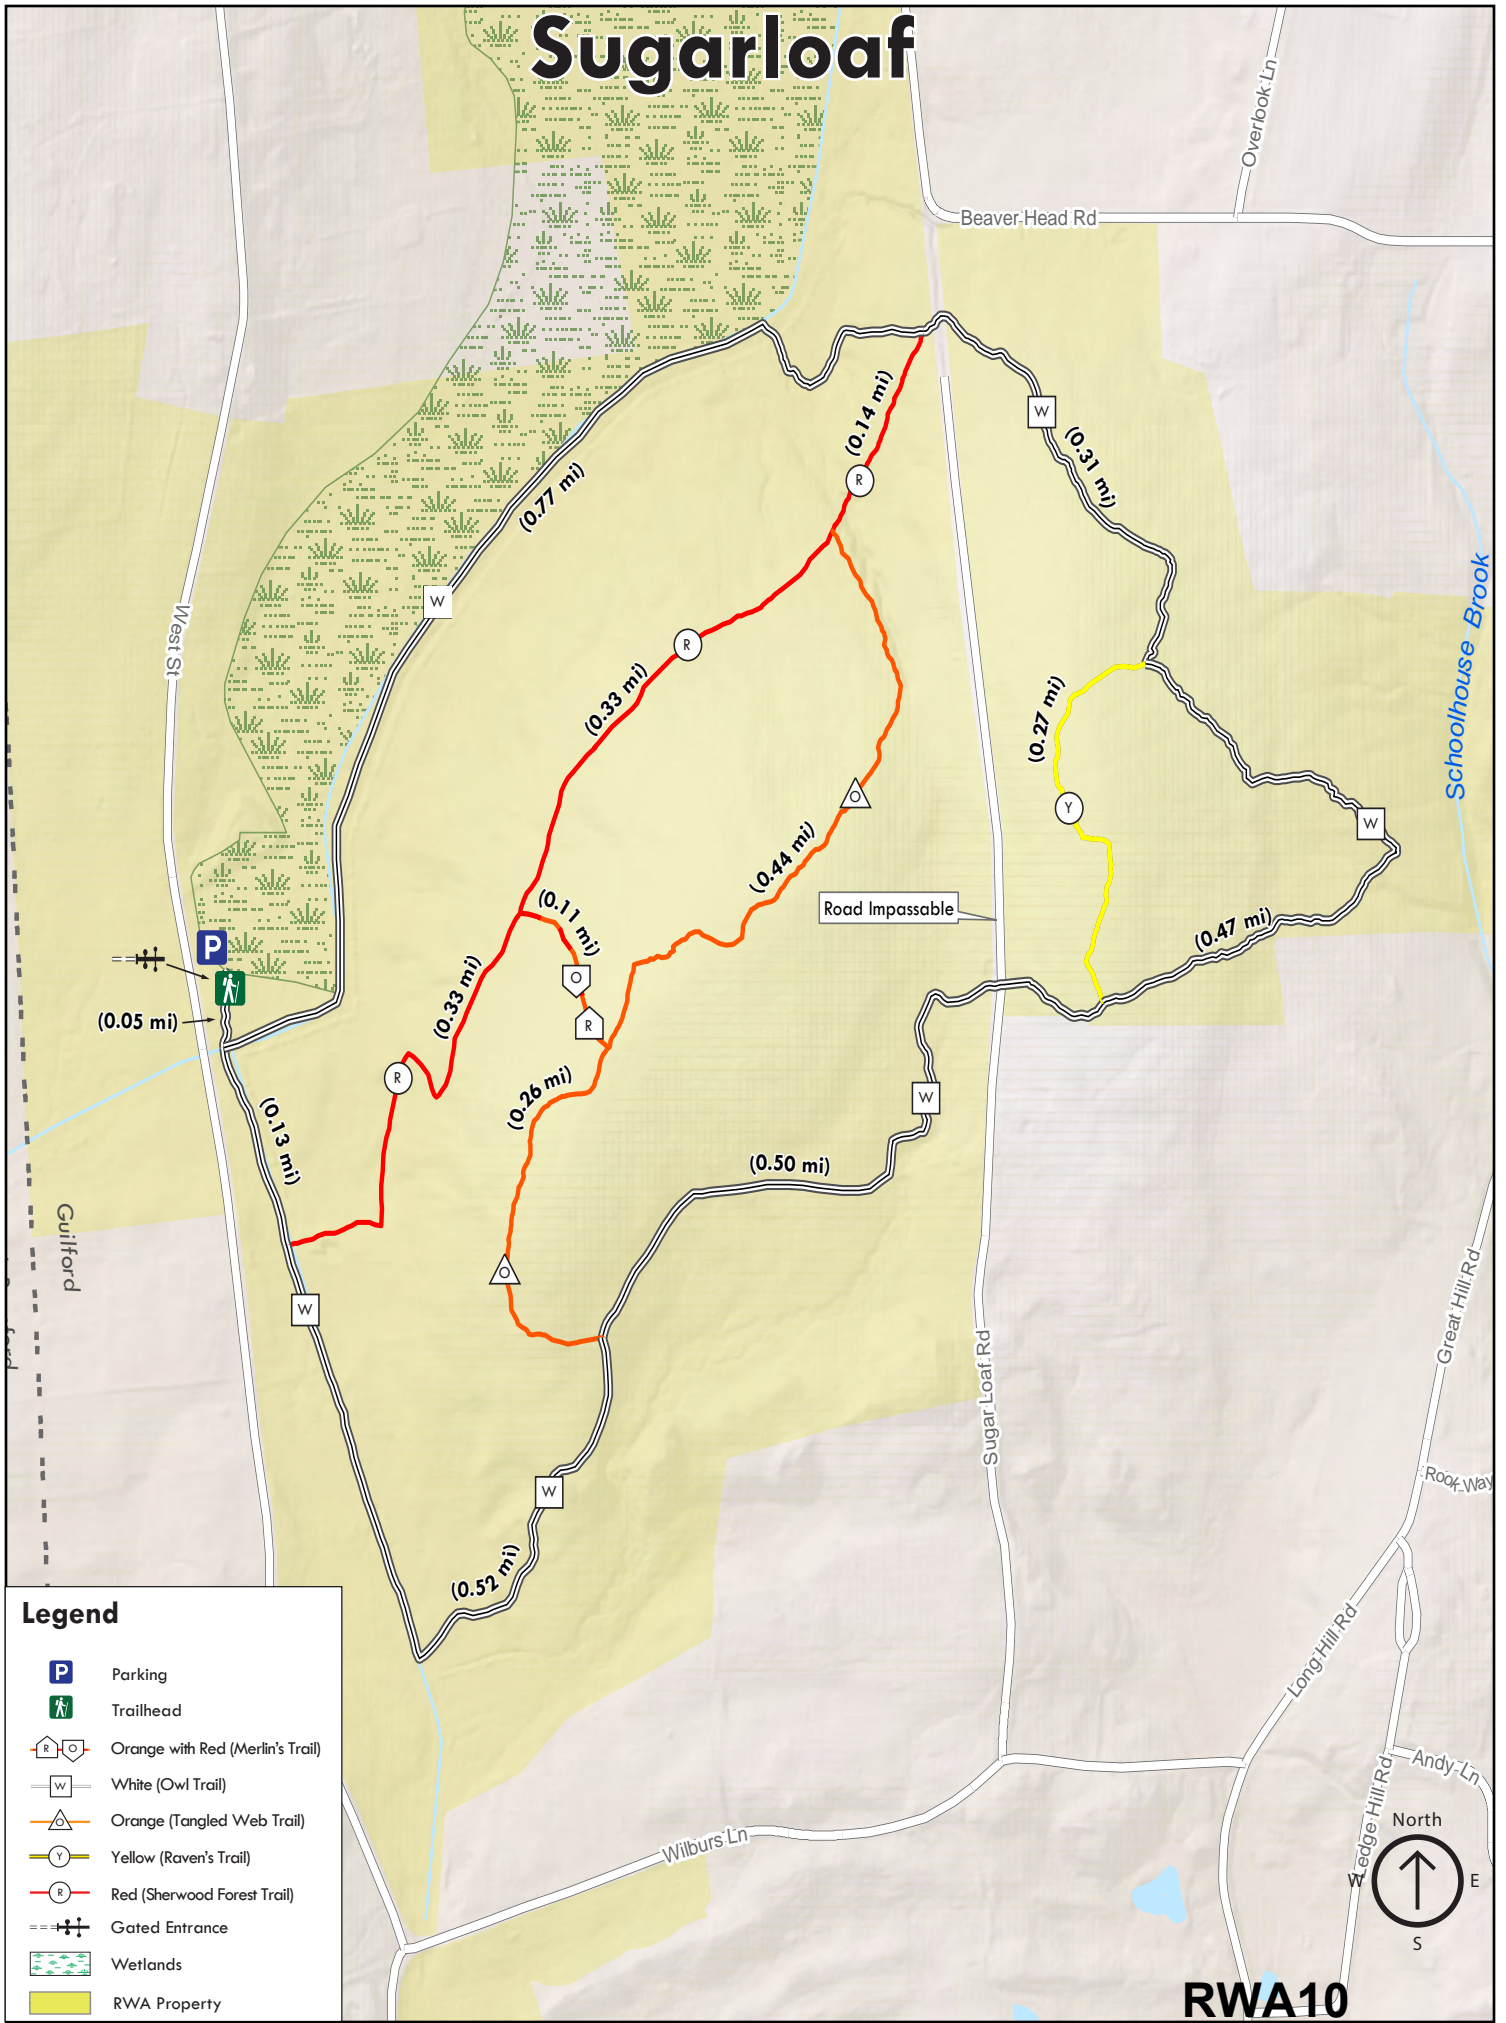 Sugarloaf
Overlook Ln
Beaver Head Rd
(0.14 mi)
R
W
(0.31 mi)
(0.77 mi)
W
West St
R
(0.33 mi)
Schoolhouse Brook
(0.27 mi)
O
Y
W
(0.44 mi)
Road Impassable
(0.11 mi)
(0.47 mi)
P
(0.33 mi)
O
(0.05 mi)
R
R
(0.26 mi)
W
(0.13 mi)
(0.50 mi)
Guilford
O
W
Great Hill Rd
Sugar Loaf Rd
Rook Way
W
(0.52 mi)
Long Hill Rd
Andy Ln
Ledge Hill Rd
Wilburs Ln
Legend
P Parking
Trailhead
R O Orange with Red (Merlin's Trail)
W White (Owl Trail)
O Orange (Tangled Web Trail)
Y Yellow (Raven's Trail)
R Red (Sherwood Forest Trail)
Gated Entrance
Wetlands
RWA Property
North
W E
S
RWA10